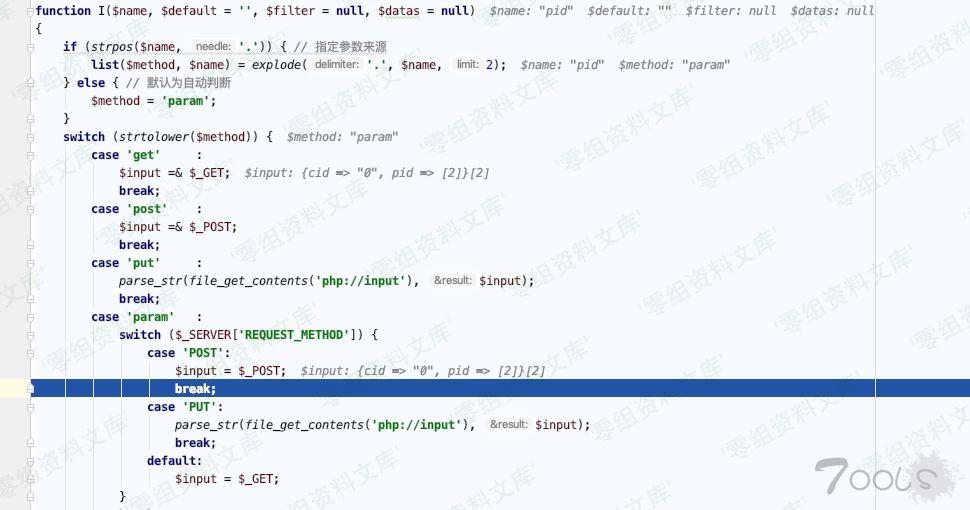 function I($name, $default = '', $filter = null, $datas = null)  $name: "pid"  $default: ""  $filter: null  $datas: null
{
    if (strpos($name, needle: '.')) { // 指定参数来源
        list($method, $name) = explode( delimiter: '.', $name, limit: 2);  $name: "pid"  $method: "param"
    } else { // 默认为自动判断
        $method = 'param';
    }
    switch (strtolower($method)) {  $method: "param"
        case 'get'     :
            $input =& $_GET;  $input: {cid => "0", pid => [2]}[2]
            break;
        case 'post'    :
            $input =& $_POST;
            break;
        case 'put'     :
            parse_str(file_get_contents('php://input'), &result: $input);
            break;
        case 'param'   :
            switch ($_SERVER['REQUEST_METHOD']) {
                case 'POST':
                    $input = $_POST;  $input: {cid => "0", pid => [2]}[2]
                    break;
                case 'PUT':
                    parse_str(file_get_contents('php://input'), &result: $input);
                    break;
                default:
                    $input = $_GET;
            }
'零组资料文库'
7OOLS